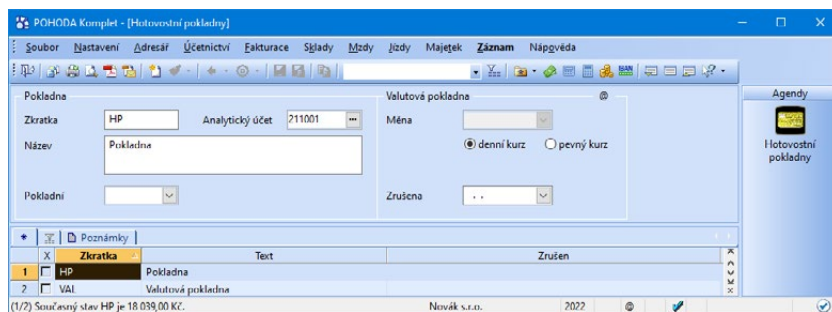 POHODA Komplet - [Hotovostní pokladny]
Soubor Nastavení Adresář Účetnictví Fakturace Sklady Mzdy Jízdy Majetek Záznam Nápověda
Pokladna
Valutová pokladna @
Agendy
Zkratka HP Analytický účet 211001 ... Měna
Název Pokladna
denní kurz pevný kurz
Hotovostní
pokladny
Pokladní
Zrušena . .
* Poznámky
X Zkratka Text Zrušen
1 HP Pokladna
2 VAL Valutová pokladna
(1/2) Současný stav HP je 18 039,00 Kč. Novák s.r.o. 2022 @